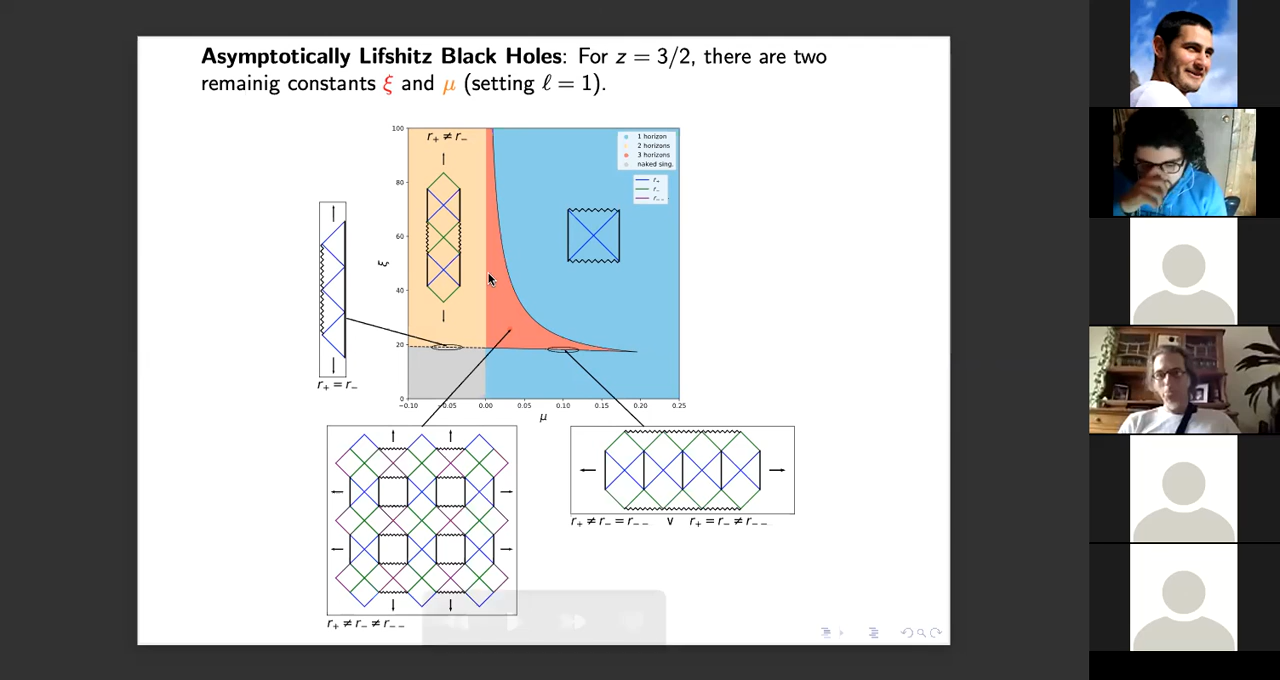 Asymptotically Lifshitz Black Holes: For z = 3/2, there are two
remainig constants ξ and μ (setting ℓ = 1).
100
80
60
40
20
0
ξ
r₊ ≠ r₋
1 horizon
2 horizons
3 horizons
naked sing.
r₊
r₋
r₋₋
−0.10
−0.05
0.00
0.05
0.10
0.15
0.20
0.25
μ
r₊ = r₋
r₊ ≠ r₋ = r₋₋ ∨ r₊ = r₋ ≠ r₋₋
r₊ ≠ r₋ ≠ r₋₋